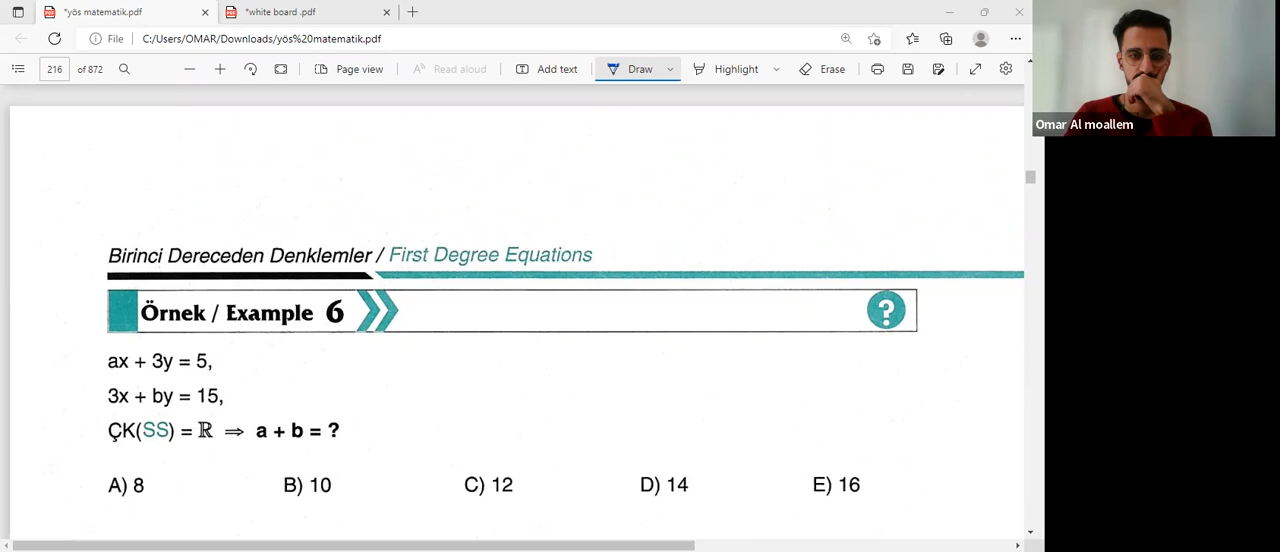 *yös matematik.pdf
*white board .pdf
File
C:/Users/OMAR/Downloads/yös%20matematik.pdf
216 of 872
Page view
Read aloud
Add text
Draw
Highlight
Erase
Omar Al moallem
Birinci Dereceden Denklemler / First Degree Equations
Örnek / Example 6
?
ax + 3y = 5,
3x + by = 15,
ÇK(SS) = ℝ ⇒ a + b = ?
A) 8 B) 10 C) 12 D) 14 E) 16